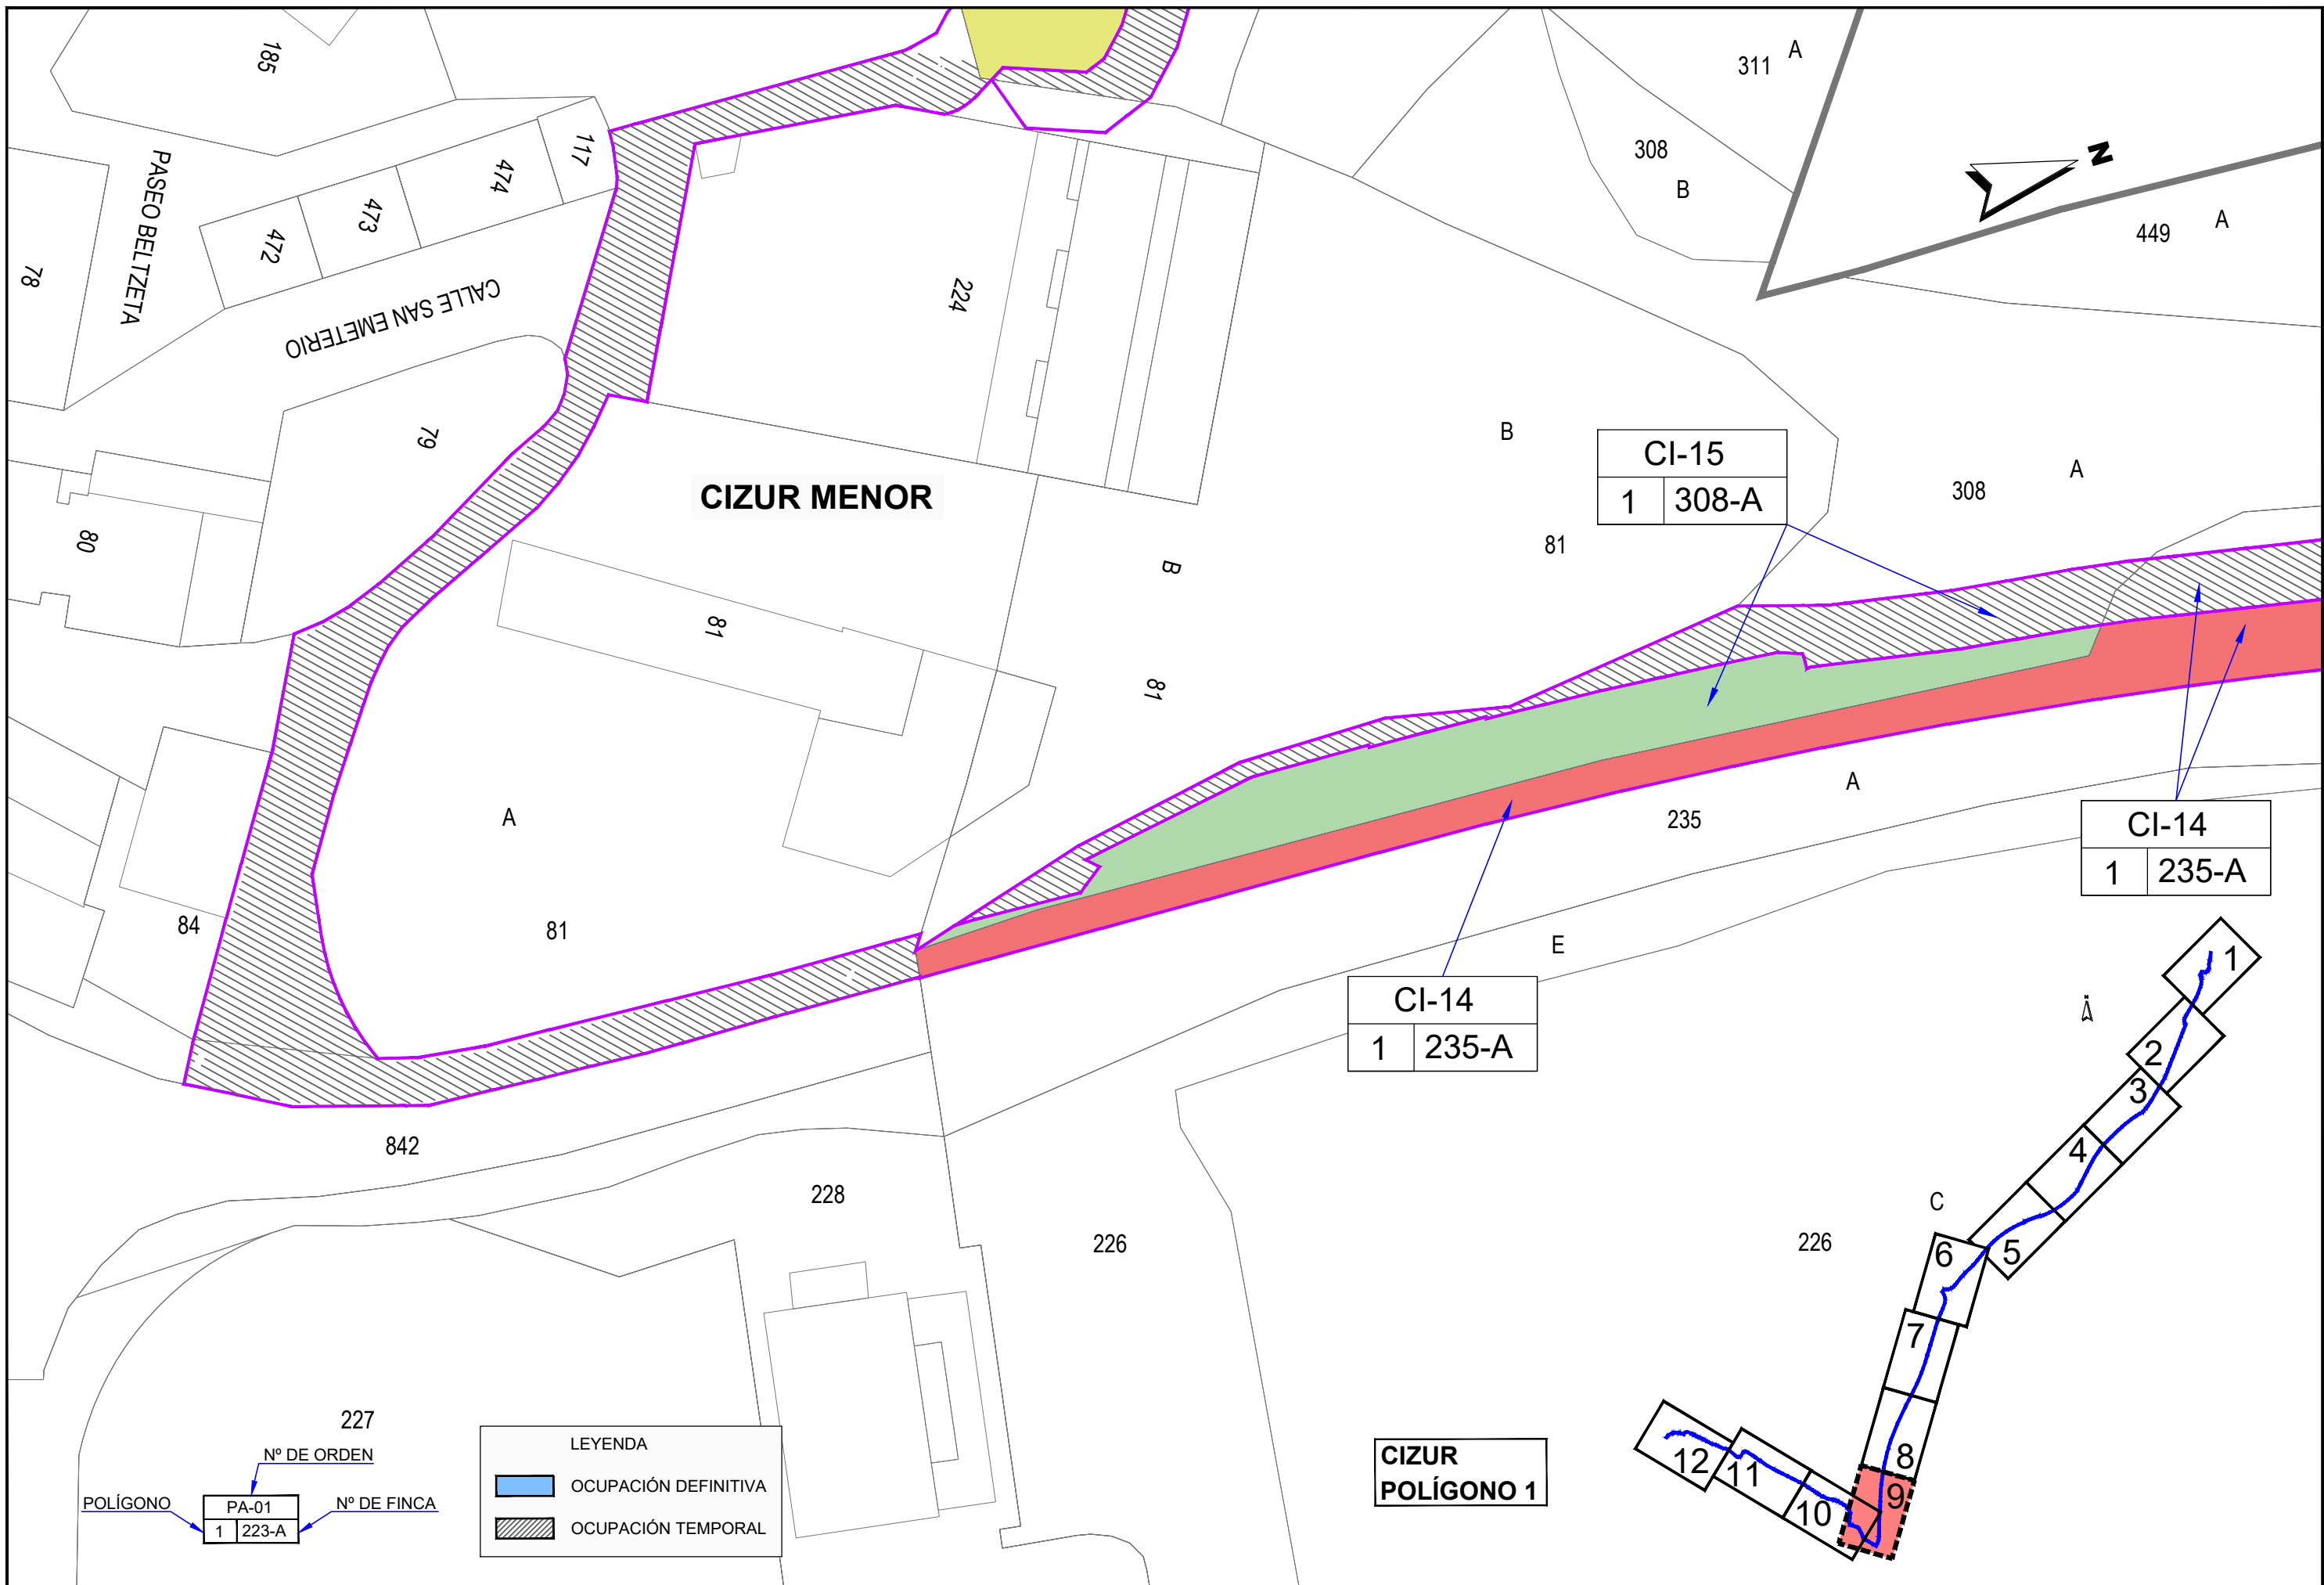 185
311 A
117
308
B
PASEO BELTZETA
474
N
473
449 A
472
78
224
CALLE SAN EMETERIO
79
B
CI-15
1 308-A
308 A
CIZUR MENOR
80
81
B
81
81
A
235
A
CI-14
1 235-A
84
81
E
CI-14
1 235-A
842
228
226
226
C
Ä
1
2
3
4
5
6
7
8
9
10
11
12
227
Nº DE ORDEN
POLÍGONO
PA-01
1 223-A
Nº DE FINCA
LEYENDA
OCUPACIÓN DEFINITIVA
OCUPACIÓN TEMPORAL
CIZUR
POLÍGONO 1